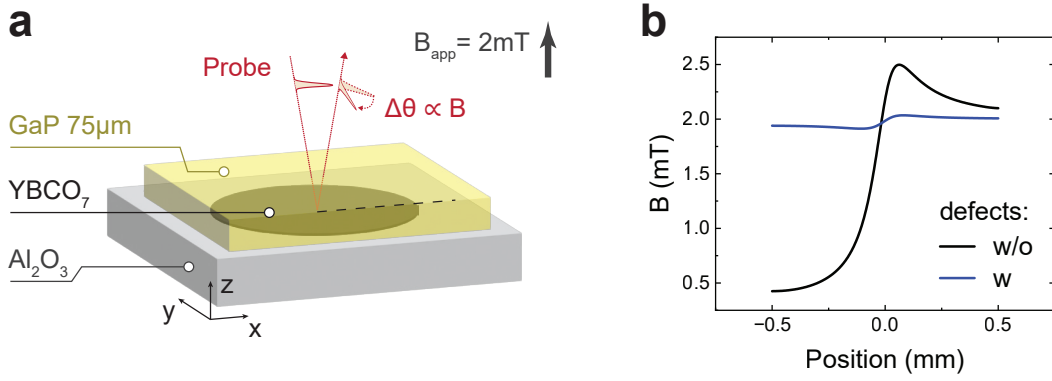 a
B_app = 2mT
Probe
Δθ ∝ B
GaP 75μm
YBCO₇
Al₂O₃
z
y
x
b
B (mT)
2.5
2.0
1.5
1.0
0.5
defects:
w/o
w
−0.5
0.0
0.5
Position (mm)